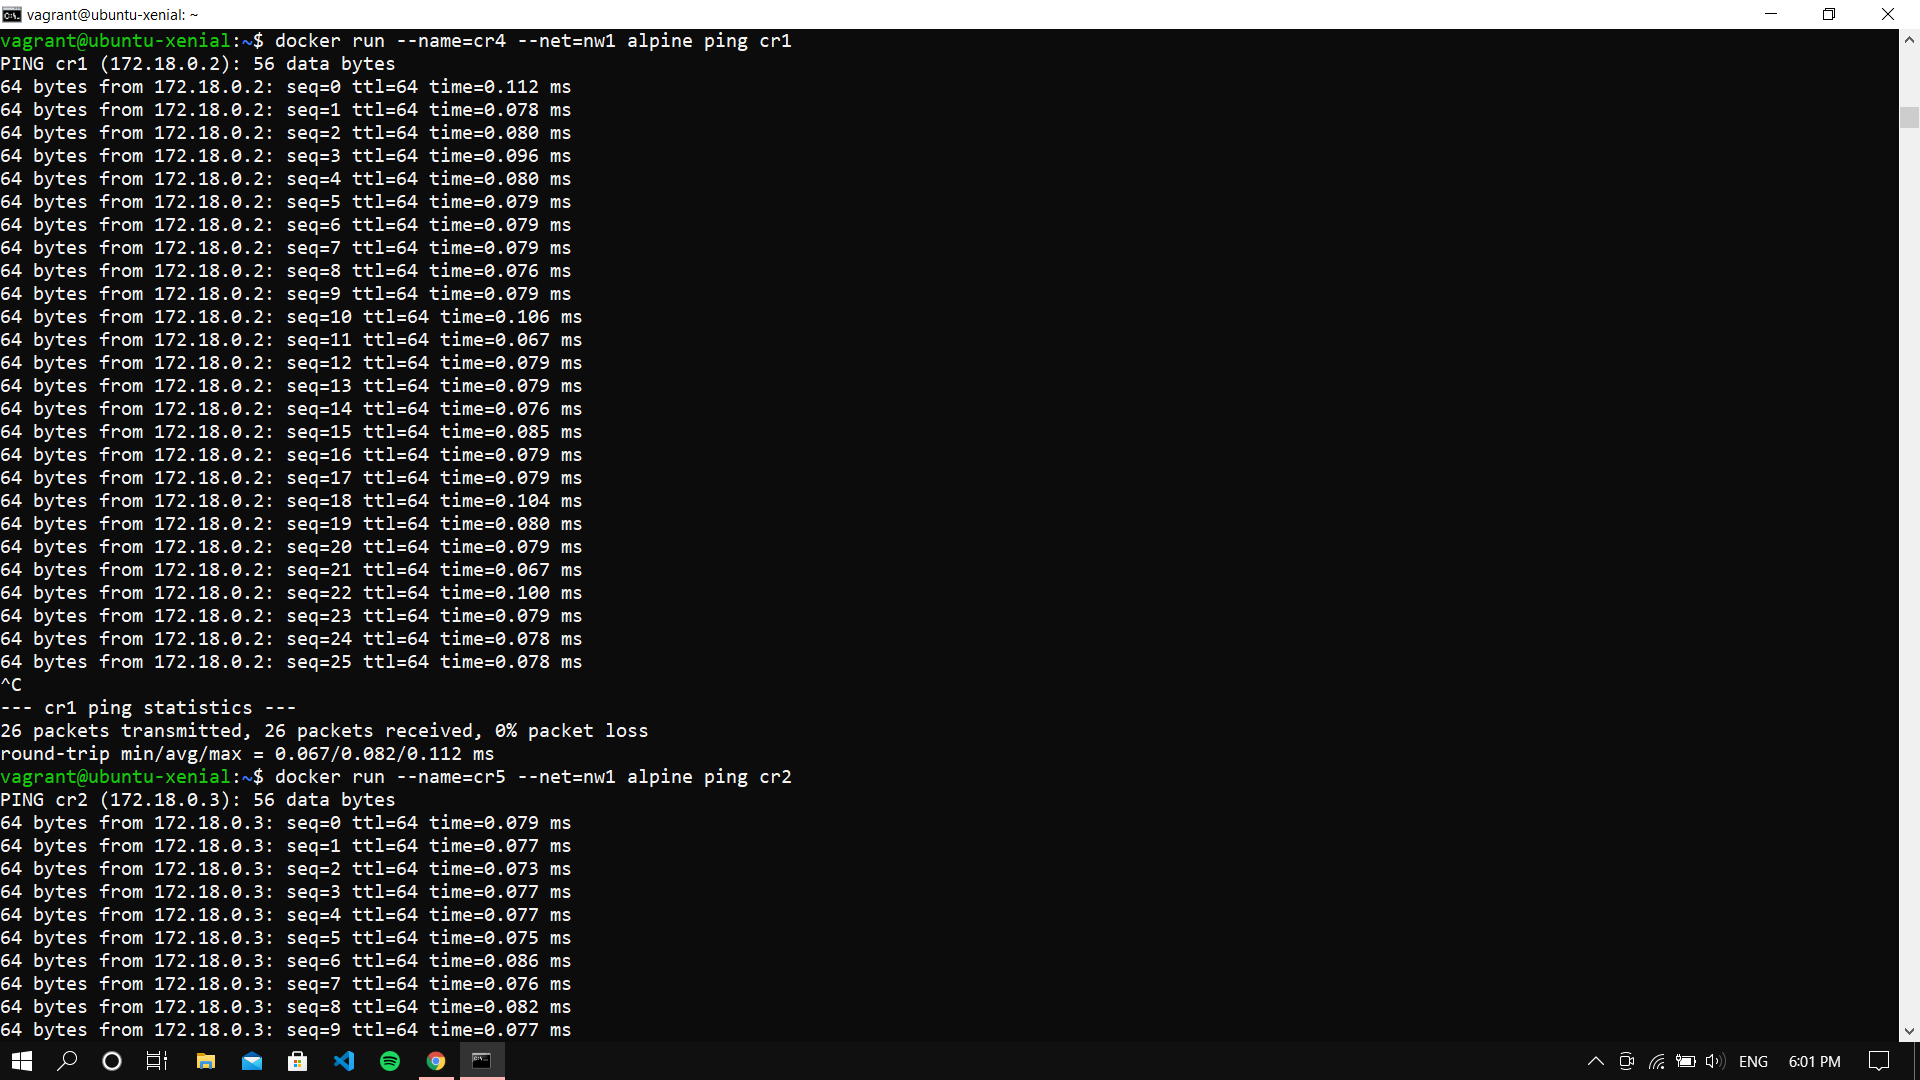 vagrant@ubuntu-xenial: ~
vagrant@ubuntu-xenial:~$ docker run --name=cr4 --net=nw1 alpine ping cr1
PING cr1 (172.18.0.2): 56 data bytes
64 bytes from 172.18.0.2: seq=0 ttl=64 time=0.112 ms
64 bytes from 172.18.0.2: seq=1 ttl=64 time=0.078 ms
64 bytes from 172.18.0.2: seq=2 ttl=64 time=0.080 ms
64 bytes from 172.18.0.2: seq=3 ttl=64 time=0.096 ms
64 bytes from 172.18.0.2: seq=4 ttl=64 time=0.080 ms
64 bytes from 172.18.0.2: seq=5 ttl=64 time=0.079 ms
64 bytes from 172.18.0.2: seq=6 ttl=64 time=0.079 ms
64 bytes from 172.18.0.2: seq=7 ttl=64 time=0.079 ms
64 bytes from 172.18.0.2: seq=8 ttl=64 time=0.076 ms
64 bytes from 172.18.0.2: seq=9 ttl=64 time=0.079 ms
64 bytes from 172.18.0.2: seq=10 ttl=64 time=0.106 ms
64 bytes from 172.18.0.2: seq=11 ttl=64 time=0.067 ms
64 bytes from 172.18.0.2: seq=12 ttl=64 time=0.079 ms
64 bytes from 172.18.0.2: seq=13 ttl=64 time=0.079 ms
64 bytes from 172.18.0.2: seq=14 ttl=64 time=0.076 ms
64 bytes from 172.18.0.2: seq=15 ttl=64 time=0.085 ms
64 bytes from 172.18.0.2: seq=16 ttl=64 time=0.079 ms
64 bytes from 172.18.0.2: seq=17 ttl=64 time=0.079 ms
64 bytes from 172.18.0.2: seq=18 ttl=64 time=0.104 ms
64 bytes from 172.18.0.2: seq=19 ttl=64 time=0.080 ms
64 bytes from 172.18.0.2: seq=20 ttl=64 time=0.079 ms
64 bytes from 172.18.0.2: seq=21 ttl=64 time=0.067 ms
64 bytes from 172.18.0.2: seq=22 ttl=64 time=0.100 ms
64 bytes from 172.18.0.2: seq=23 ttl=64 time=0.079 ms
64 bytes from 172.18.0.2: seq=24 ttl=64 time=0.078 ms
64 bytes from 172.18.0.2: seq=25 ttl=64 time=0.078 ms
^C
--- cr1 ping statistics ---
26 packets transmitted, 26 packets received, 0% packet loss
round-trip min/avg/max = 0.067/0.082/0.112 ms
vagrant@ubuntu-xenial:~$ docker run --name=cr5 --net=nw1 alpine ping cr2
PING cr2 (172.18.0.3): 56 data bytes
64 bytes from 172.18.0.3: seq=0 ttl=64 time=0.079 ms
64 bytes from 172.18.0.3: seq=1 ttl=64 time=0.077 ms
64 bytes from 172.18.0.3: seq=2 ttl=64 time=0.073 ms
64 bytes from 172.18.0.3: seq=3 ttl=64 time=0.077 ms
64 bytes from 172.18.0.3: seq=4 ttl=64 time=0.077 ms
64 bytes from 172.18.0.3: seq=5 ttl=64 time=0.075 ms
64 bytes from 172.18.0.3: seq=6 ttl=64 time=0.086 ms
64 bytes from 172.18.0.3: seq=7 ttl=64 time=0.076 ms
64 bytes from 172.18.0.3: seq=8 ttl=64 time=0.082 ms
64 bytes from 172.18.0.3: seq=9 ttl=64 time=0.077 ms
ENG 6:01 PM